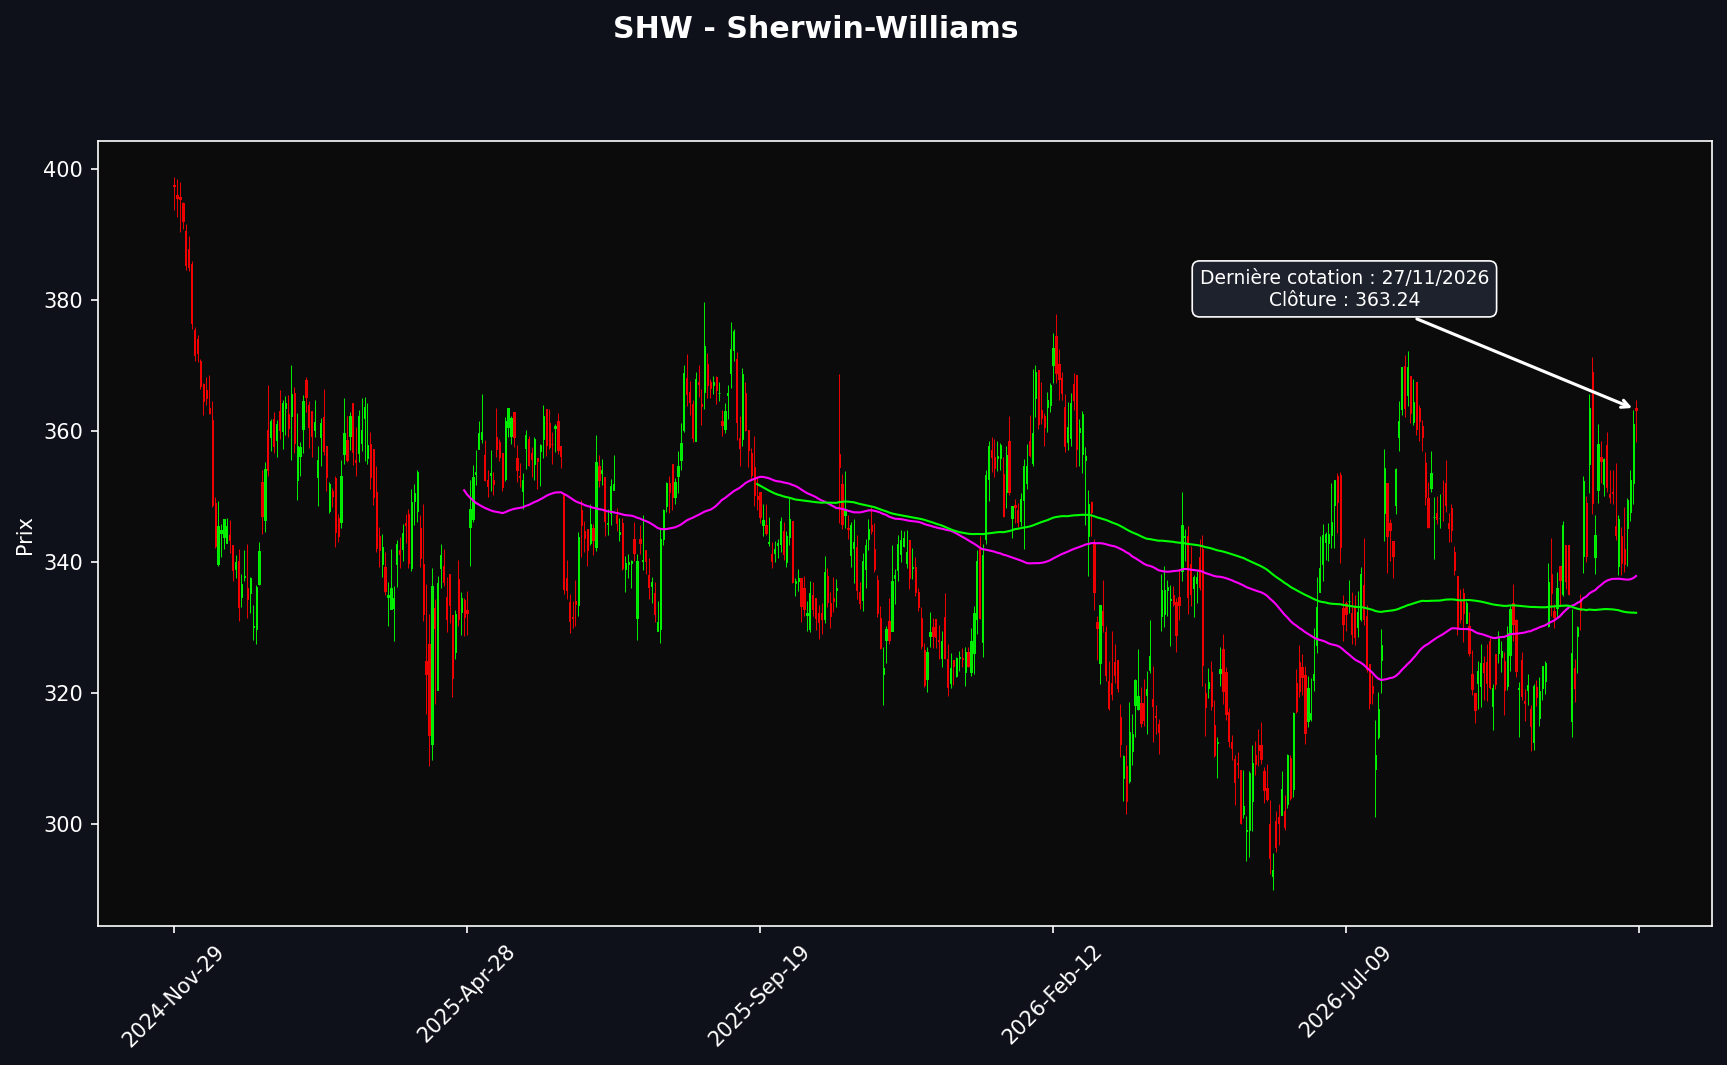 SHW - Sherwin-Williams
400
380
360
340
320
300
Prix
Dernière cotation : 27/11/2026
Clôture : 363.24
2024-Nov-29
2025-Apr-28
2025-Sep-19
2026-Feb-12
2026-Jul-09